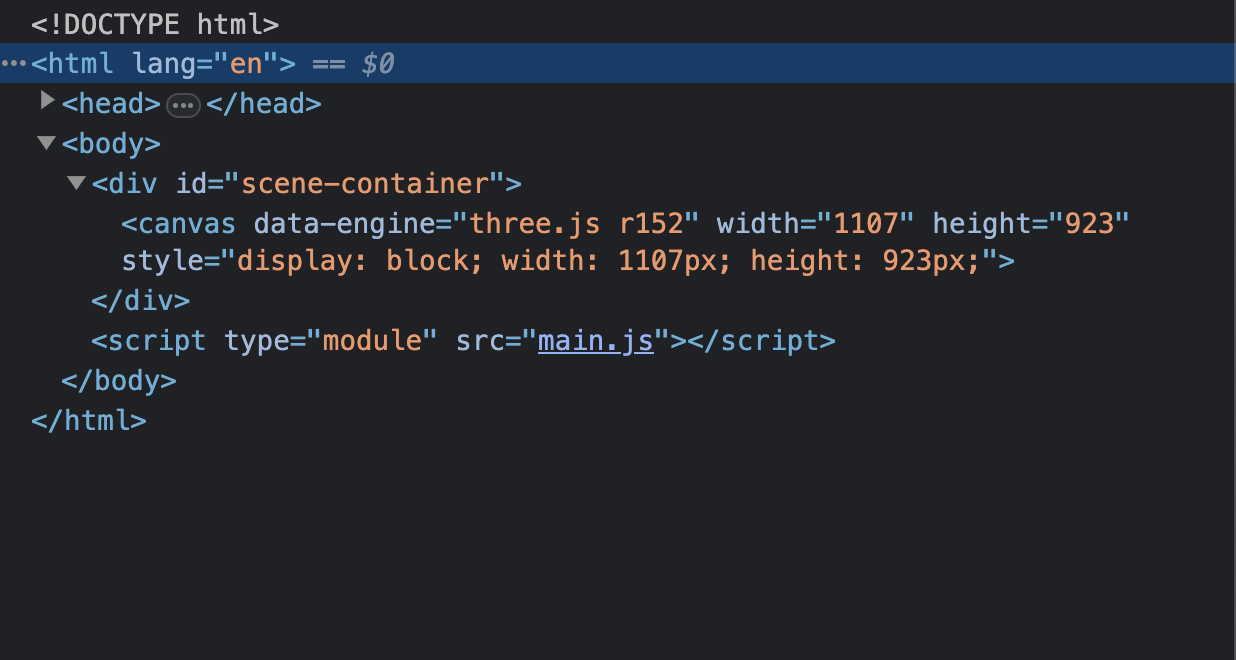 <!DOCTYPE html>
···<html lang="en"> == $0
<head>···</head>
<body>
<div id="scene-container">
<canvas data-engine="three.js r152" width="1107" height="923"
style="display: block; width: 1107px; height: 923px;">
</div>
<script type="module" src="main.js"></script>
</body>
</html>